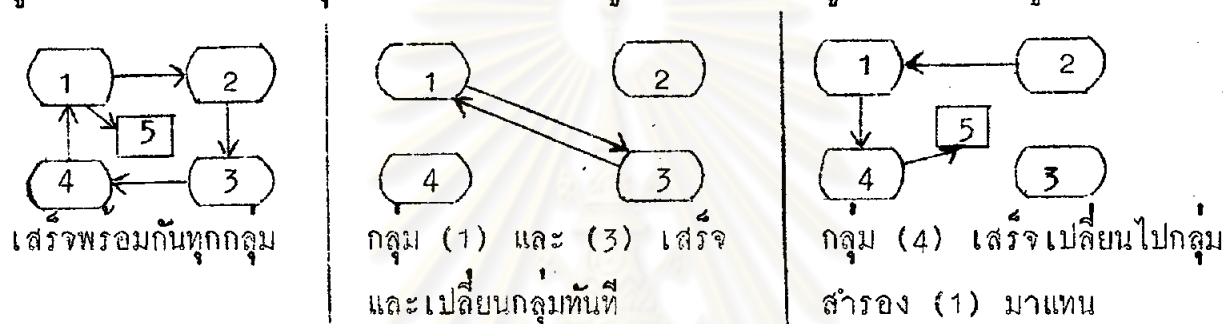 1 2
5
4 3
เสร็จพร้อมกันทุกกลุ่ม
1 2
4 3
กลุ่ม (1) และ (3) เสร็จ
และเปลี่ยนกลุ่มทันที
1 2
5
4 3
กลุ่ม (4) เสร็จเปลี่ยนไปกลุ่ม
สำรอง (1) มาแทน